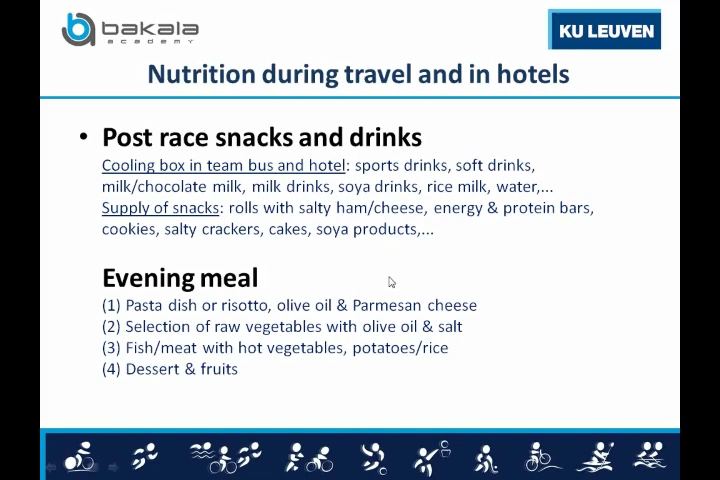 bakala
academy
KU LEUVEN
Nutrition during travel and in hotels
• Post race snacks and drinks
Cooling box in team bus and hotel: sports drinks, soft drinks,
milk/chocolate milk, milk drinks, soya drinks, rice milk, water,...
Supply of snacks: rolls with salty ham/cheese, energy & protein bars,
cookies, salty crackers, cakes, soya products,...
Evening meal
(1) Pasta dish or risotto, olive oil & Parmesan cheese
(2) Selection of raw vegetables with olive oil & salt
(3) Fish/meat with hot vegetables, potatoes/rice
(4) Dessert & fruits